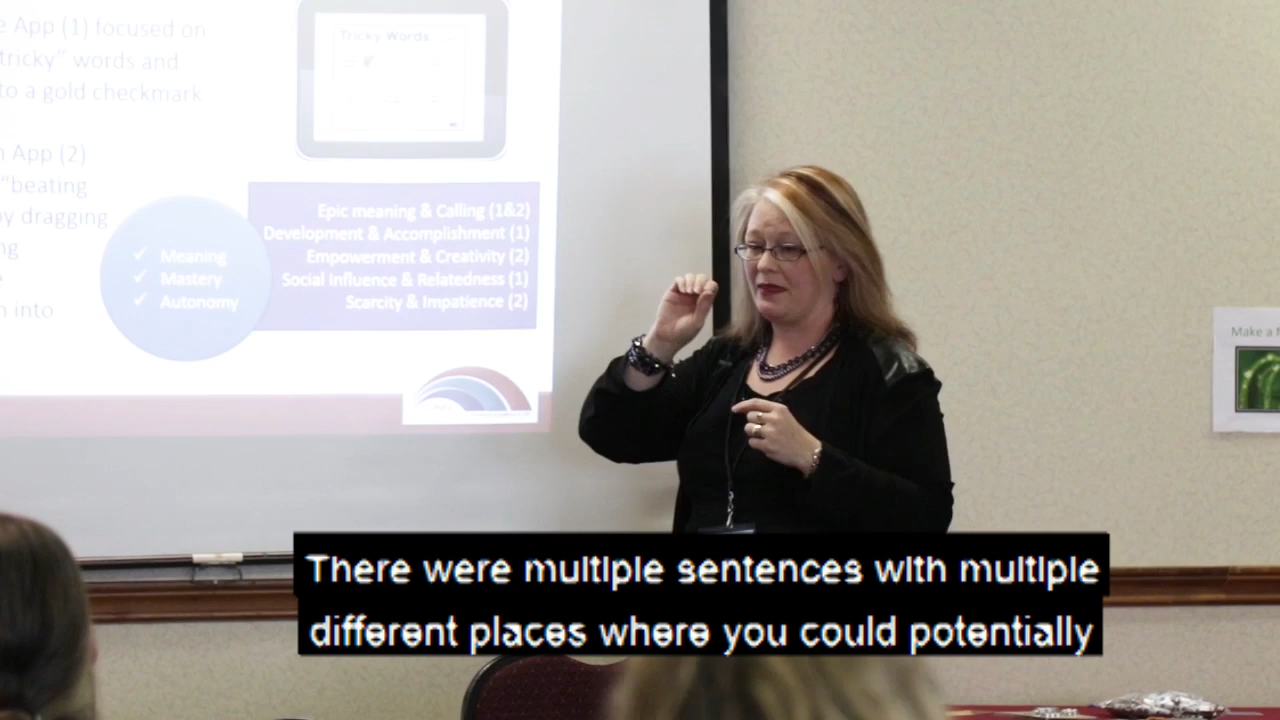 e App (1) focused on
tricky" words and
to a gold checkmark
n App (2)
"beating
by dragging
ng
n into
Tricky Words
Meaning
Mastery
Autonomy
Epic meaning & Calling (1&2)
Development & Accomplishment (1)
Empowerment & Creativity (2)
Social Influence & Relatedness (1)
Scarcity & Impatience (2)
Make a
There were multiple sentences with multiple
different places where you could potentially